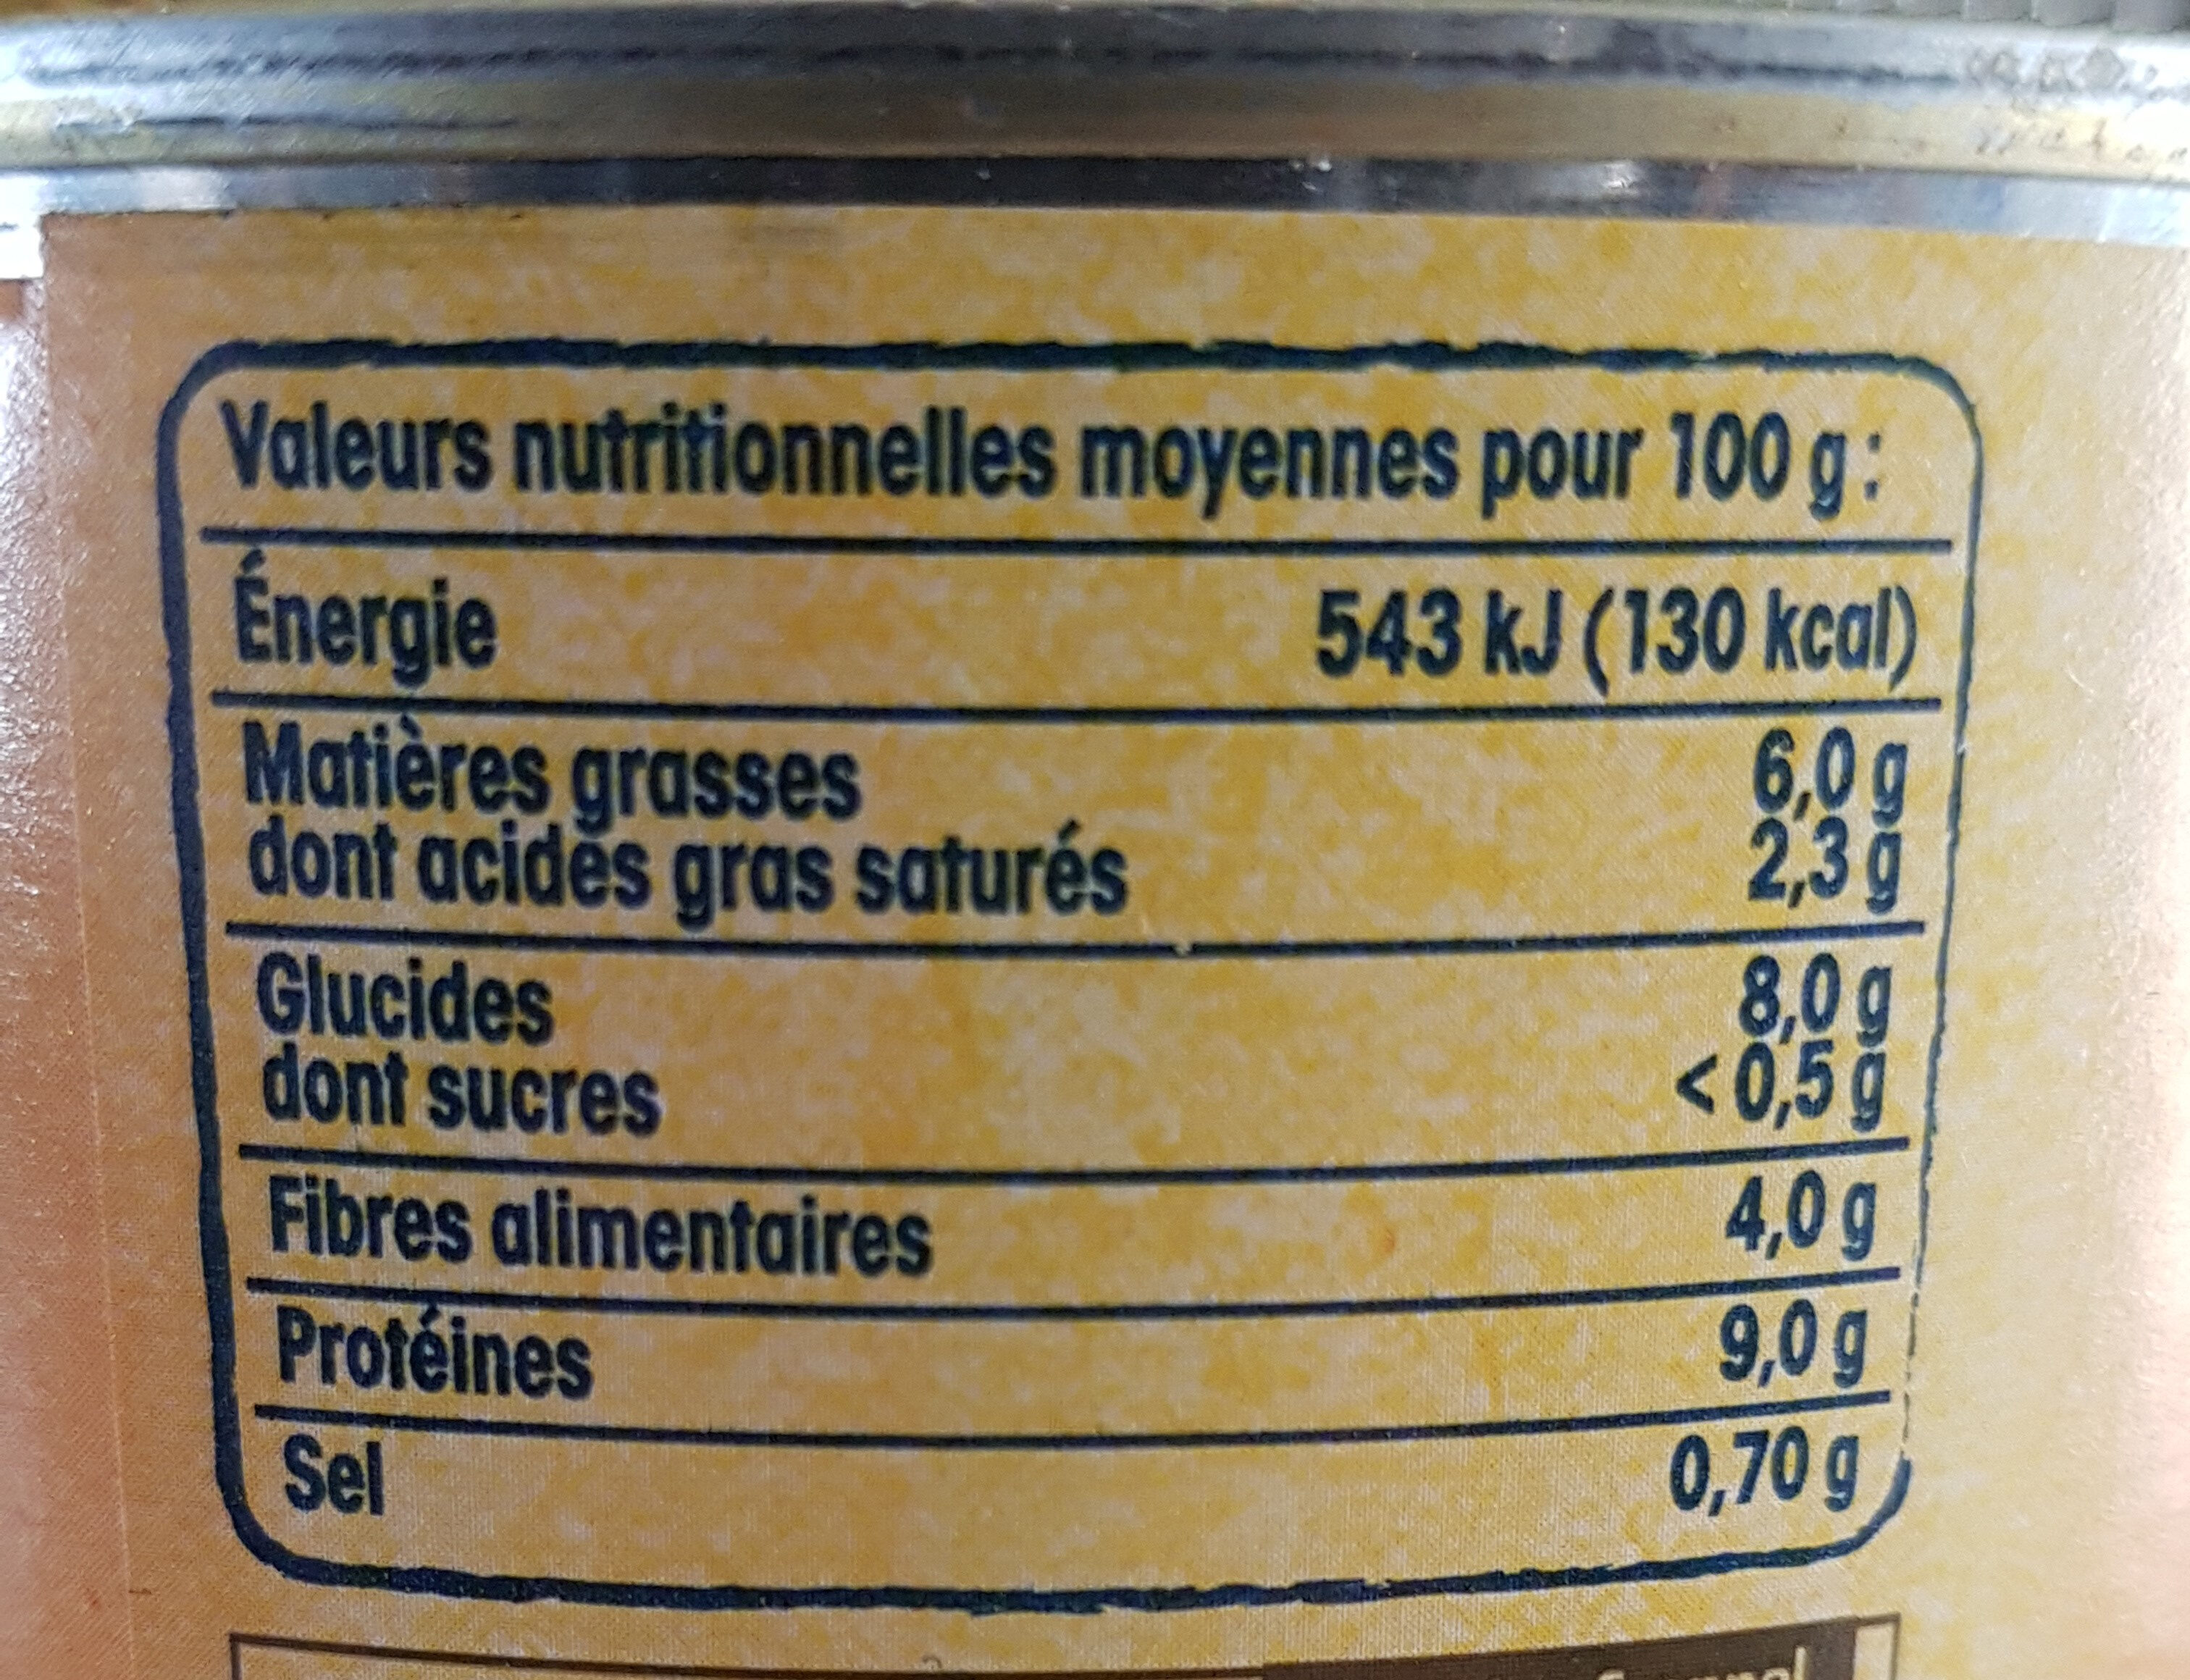 Valeurs nutritionnelles moyennes pour 100 g :
Énergie 543 kJ (130 kcal)
Matières grasses 6,0 g
dont acides gras saturés 2,3 g
Glucides 8,0 g
dont sucres < 0,5 g
Fibres alimentaires 4,0 g
Protéines 9,0 g
Sel 0,70 g